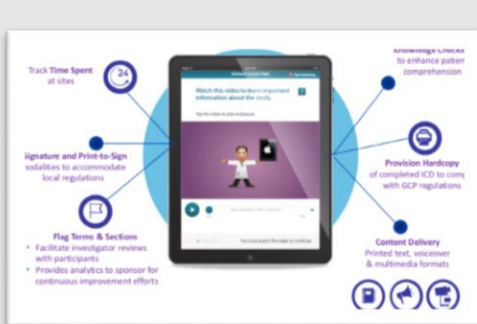 Track Time Spent
at sites
Signature and Print-to-Sign
modalities to accommodate
local regulations
Flag Terms & Sections
Facilitate Investigator reviews
with participants
Provides analytics to sponsor for
continuous improvement efforts
24
Watch this video to learn important
information about the study
Tap the video to play and pause.
You must watch the video to continue
Knowledge Checks
to enhance patien
comprehension
Provision Hardcopy
of completed ICD to comp
with GCP regulations
Content Delivery
Printed text, voiceover
& multimedia formats